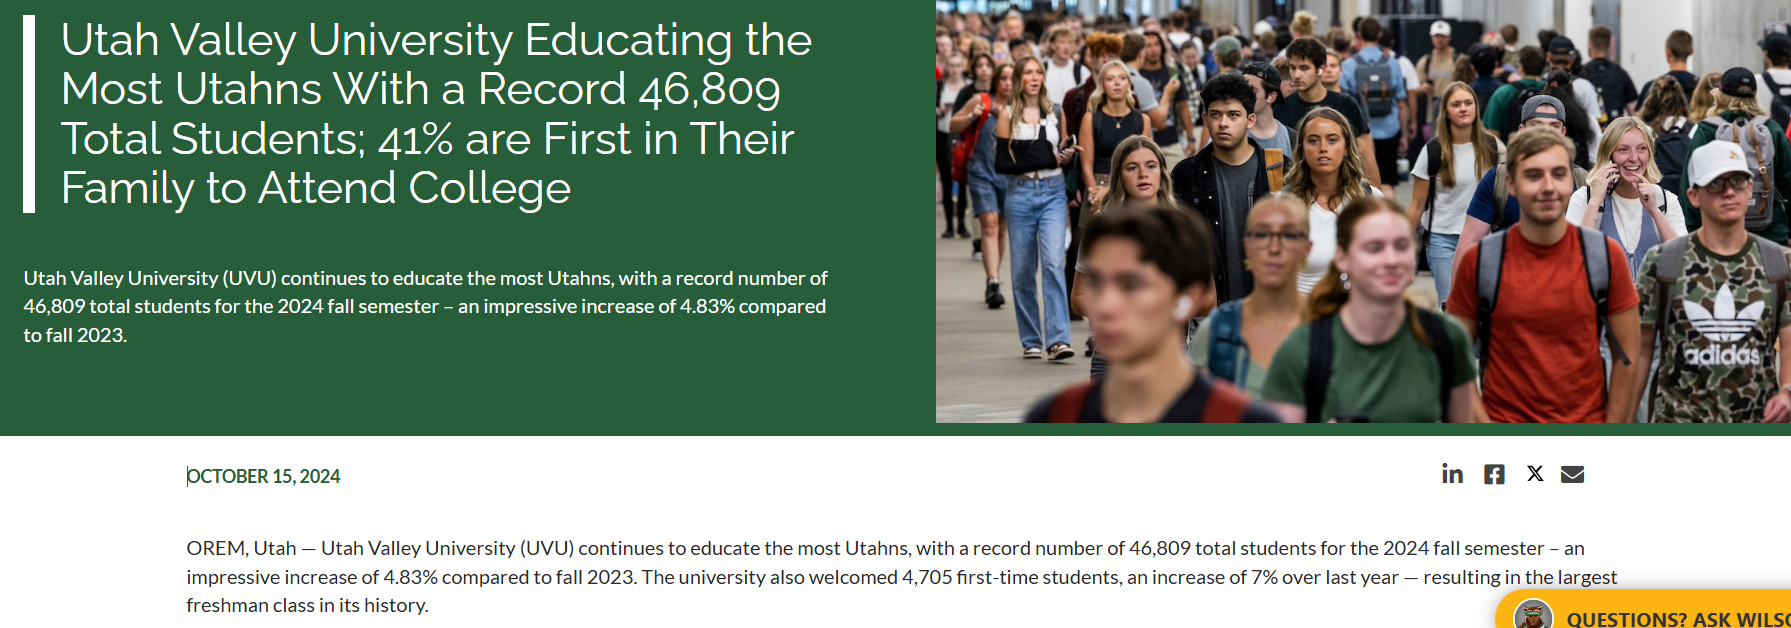 Utah Valley University Educating the
Most Utahns With a Record 46,809
Total Students; 41% are First in Their
Family to Attend College
Utah Valley University (UVU) continues to educate the most Utahns, with a record number of
46,809 total students for the 2024 fall semester – an impressive increase of 4.83% compared
to fall 2023.
adidas
OCTOBER 15, 2024
OREM, Utah — Utah Valley University (UVU) continues to educate the most Utahns, with a record number of 46,809 total students for the 2024 fall semester – an
impressive increase of 4.83% compared to fall 2023. The university also welcomed 4,705 first-time students, an increase of 7% over last year — resulting in the largest
freshman class in its history.
QUESTIONS? ASK